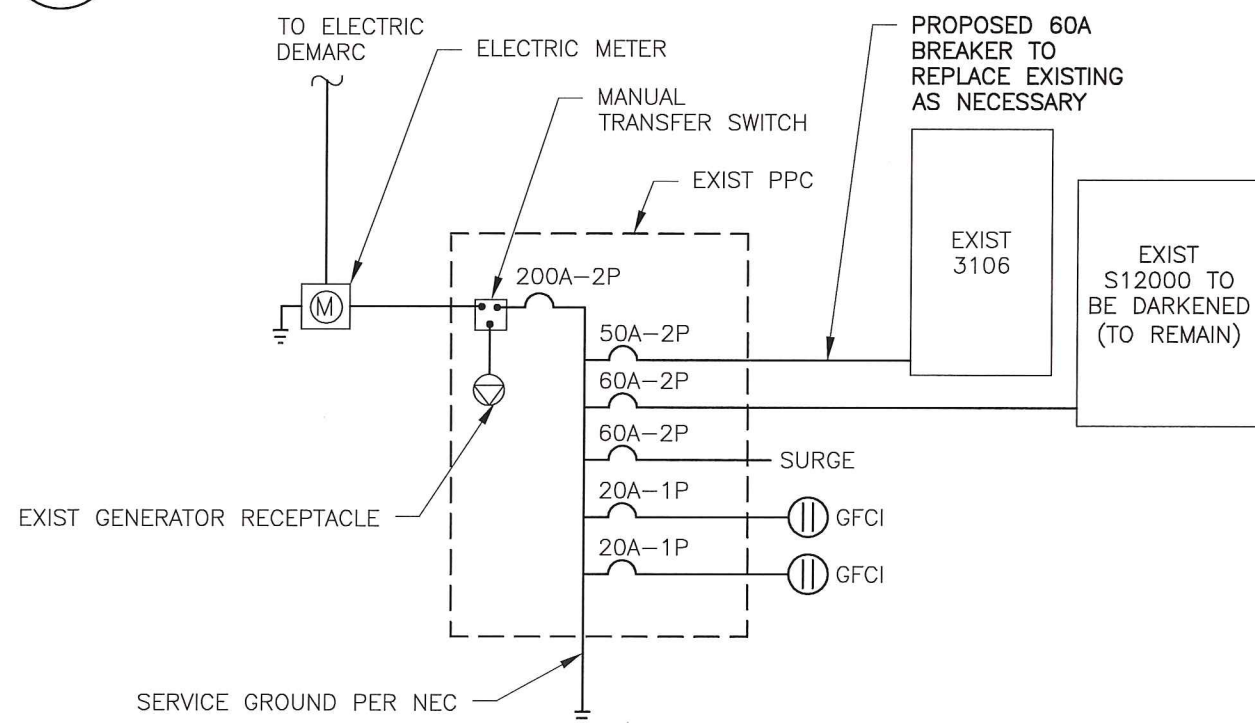 TO ELECTRIC
DEMARC
ELECTRIC METER
MANUAL
TRANSFER SWITCH
EXIST PPC
PROPOSED 60A
BREAKER TO
REPLACE EXISTING
AS NECESSARY
EXIST
3106
EXIST
S12000 TO
BE DARKENED
(TO REMAIN)
200A-2P
M
50A-2P
60A-2P
60A-2P
SURGE
20A-1P
GFCI
20A-1P
GFCI
EXIST GENERATOR RECEPTACLE
SERVICE GROUND PER NEC